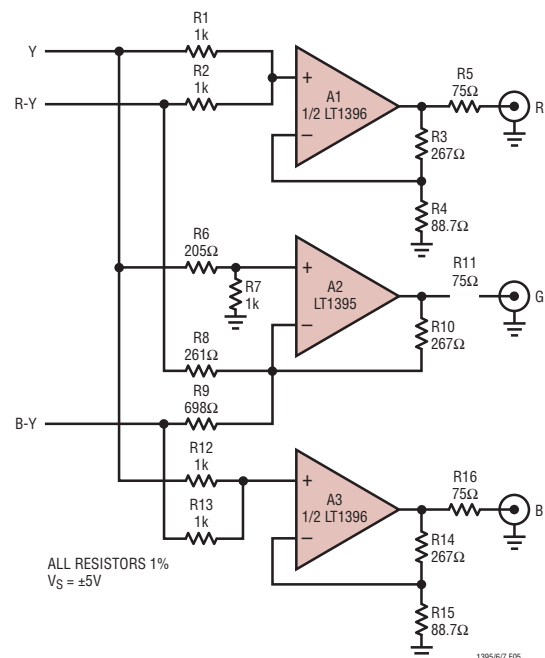 R1
1k
Y
R2
1k
R-Y
+
–
A1
1/2 LT1396
R5
75Ω
R
R3
267Ω
R4
88.7Ω
R6
205Ω
R7
1k
+
–
A2
LT1395
R11
75Ω
G
R10
267Ω
R8
261Ω
R9
698Ω
B-Y
R12
1k
R13
1k
+
–
A3
1/2 LT1396
R16
75Ω
B
R14
267Ω
R15
88.7Ω
ALL RESISTORS 1%
VS = ±5V
1395/6/7 F05